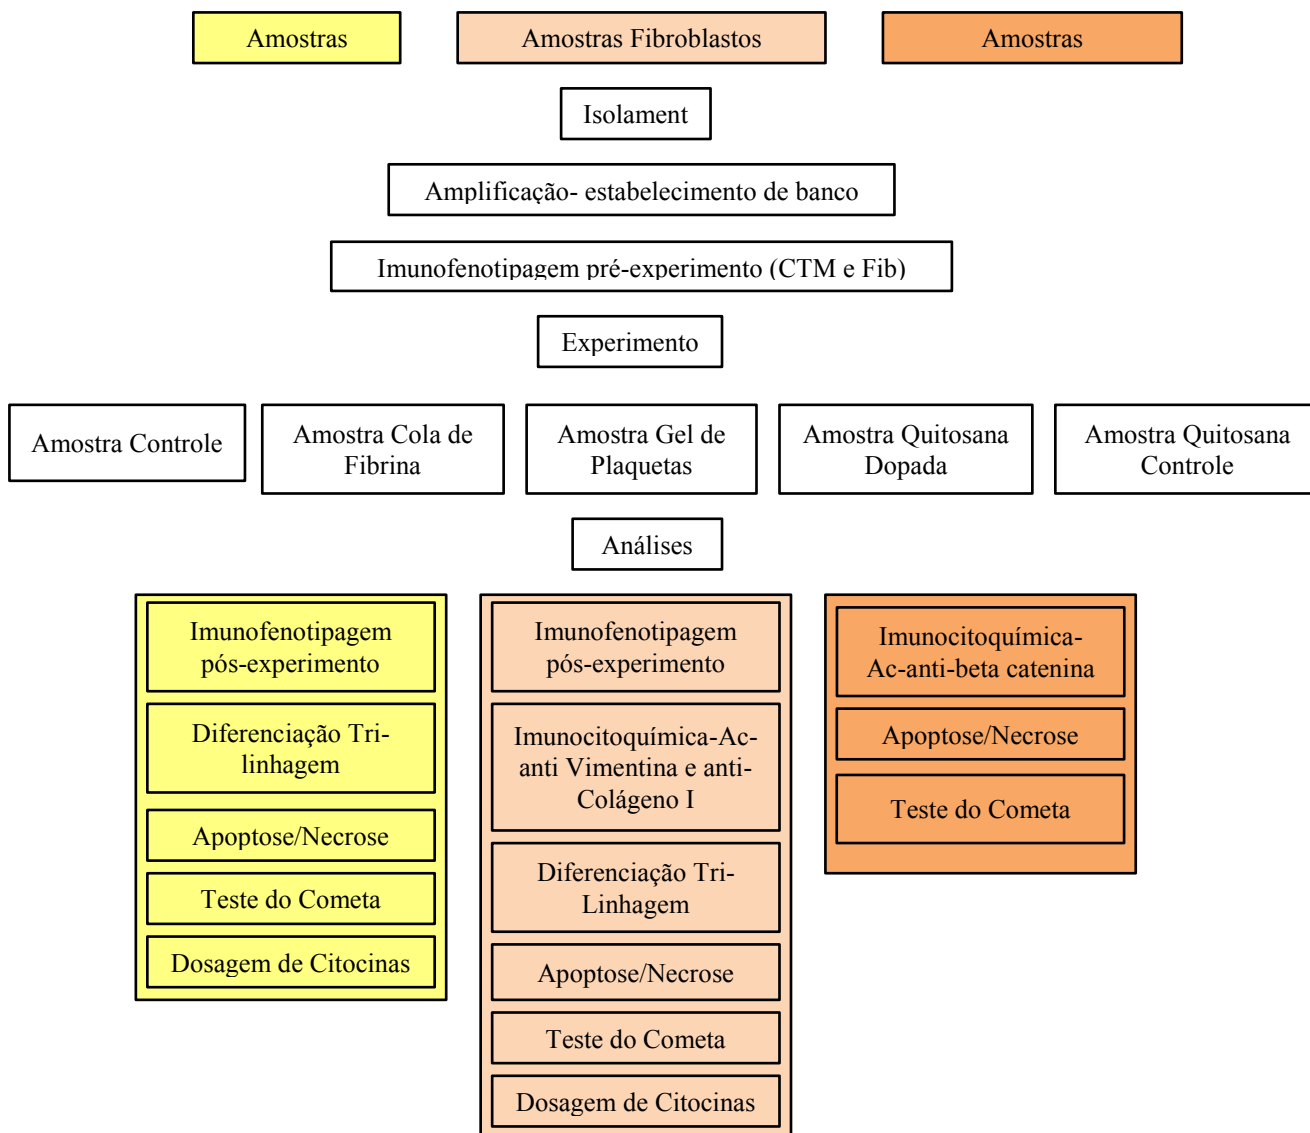 Amostras
Amostras Fibroblastos
Amostras
Isolament
Amplificação- estabelecimento de banco
Imunofenotipagem pré-experimento (CTM e Fib)
Experimento
Amostra Controle
Amostra Cola de
Fibrina
Amostra Gel de
Plaquetas
Amostra Quitosana
Dopada
Amostra Quitosana
Controle
Análises
Imunofenotipagem
pós-experimento
Diferenciação Tri-
linhagem
Apoptose/Necrose
Teste do Cometa
Dosagem de Citocinas
Imunofenotipagem
pós-experimento
Imunocitoquímica-Ac-
anti Vimentina e anti-
Colágeno I
Diferenciação Tri-
Linhagem
Apoptose/Necrose
Teste do Cometa
Dosagem de Citocinas
Imunocitoquímica-
Ac-anti-beta catenina
Apoptose/Necrose
Teste do Cometa